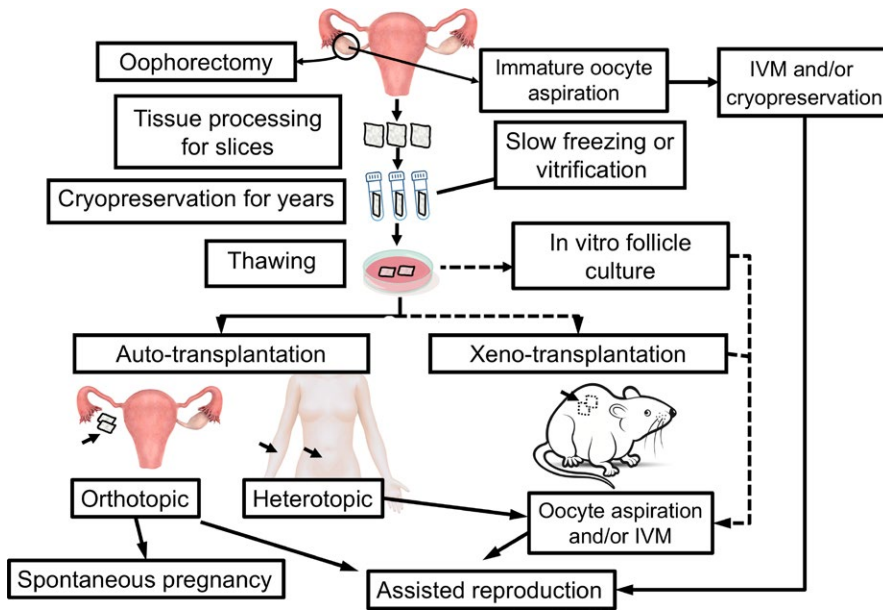 Oophorectomy
Immature oocyte
aspiration
IVM and/or
cryopreservation
Tissue processing
for slices
Slow freezing or
vitrification
Cryopreservation for years
Thawing
In vitro follicle
culture
Auto-transplantation
Xeno-transplantation
Orthotopic
Heterotopic
Oocyte aspiration
and/or IVM
Spontaneous pregnancy
Assisted reproduction